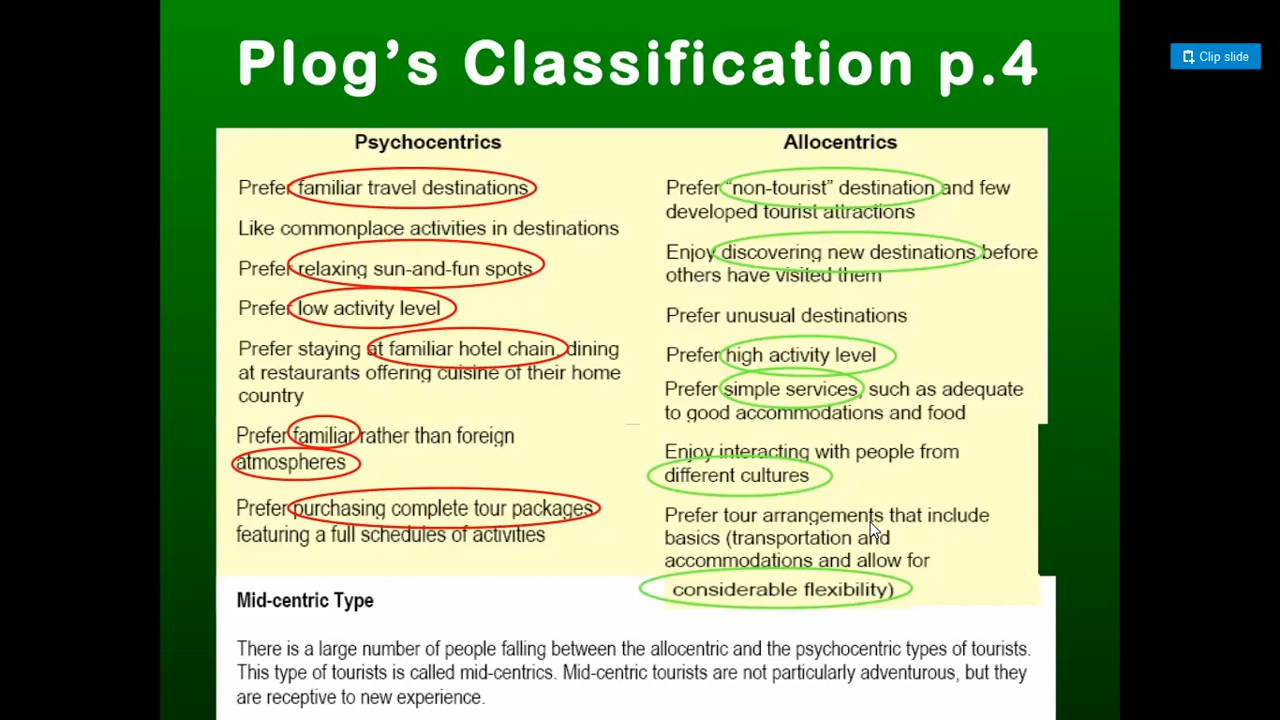 Plog's Classification p.4
Clip slide
Psychocentrics
Prefer familiar travel destinations
Like commonplace activities in destinations
Prefer relaxing sun-and-fun spots
Prefer low activity level
Prefer staying at familiar hotel chain, dining
at restaurants offering cuisine of their home
country
Prefer familiar rather than foreign
atmospheres
Prefer purchasing complete tour packages
featuring a full schedules of activities
Allocentrics
Prefer "non-tourist" destination and few
developed tourist attractions
Enjoy discovering new destinations before
others have visited them
Prefer unusual destinations
Prefer high activity level
Prefer simple services, such as adequate
to good accommodations and food
Enjoy interacting with people from
different cultures
Prefer tour arrangements that include
basics (transportation and
accommodations and allow for
considerable flexibility)
Mid-centric Type
There is a large number of people falling between the allocentric and the psychocentric types of tourists.
This type of tourists is called mid-centrics. Mid-centric tourists are not particularly adventurous, but they
are receptive to new experience.